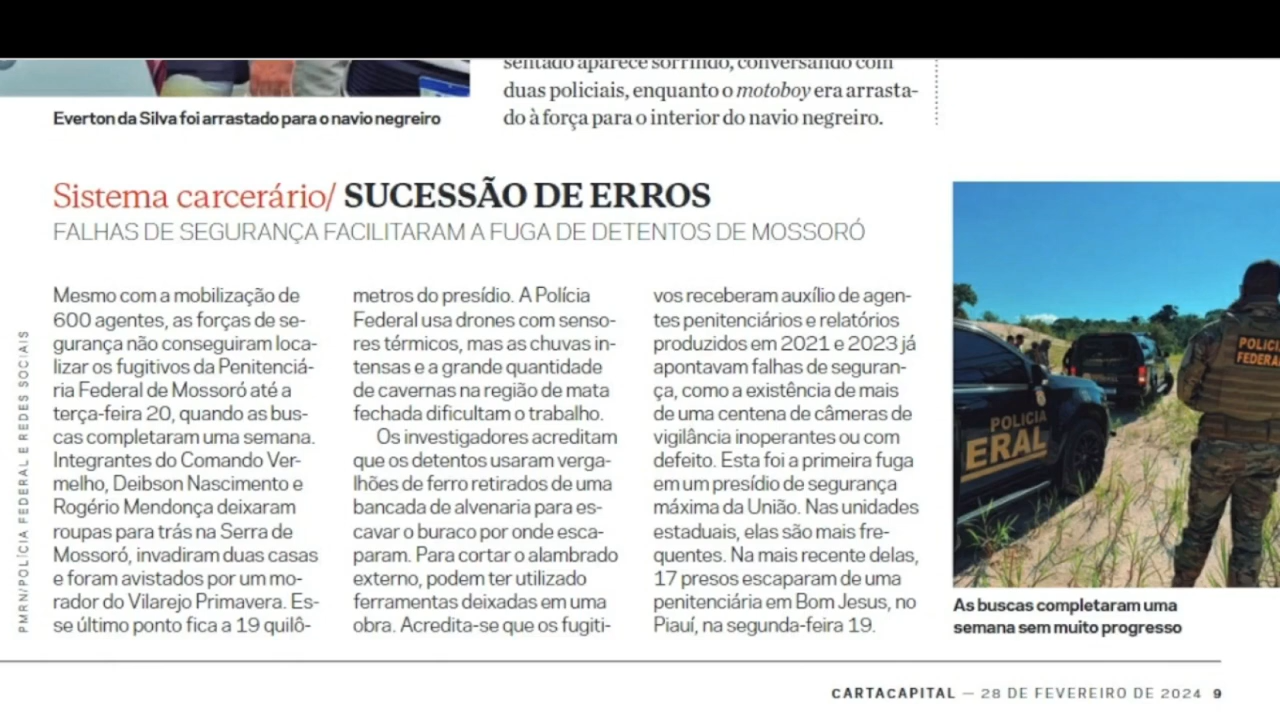 sentado aparece sorrindo, conversando com
duas policiais, enquanto o motoboy era arrasta-
do à força para o interior do navio negreiro.
Everton da Silva foi arrastado para o navio negreiro
Sistema carcerário/ SUCESSÃO DE ERROS
FALHAS DE SEGURANÇA FACILITARAM A FUGA DE DETENTOS DE MOSSORÓ
Mesmo com a mobilização de
600 agentes, as forças de se-
gurança não conseguiram loca-
lizar os fugitivos da Penitenciá-
ria Federal de Mossoró até a
terça-feira 20, quando as bus-
cas completaram uma semana.
Integrantes do Comando Ver-
melho, Deibson Nascimento e
Rogério Mendonça deixaram
roupas para trás na Serra de
Mossoró, invadiram duas casas
e foram avistados por um mo-
rador do Vilarejo Primavera. Es-
se último ponto fica a 19 quilô-
metros do presídio. A Polícia
Federal usa drones com senso-
res térmicos, mas as chuvas in-
tensas e a grande quantidade
de cavernas na região de mata
fechada dificultam o trabalho.
Os investigadores acreditam
que os detentos usaram verga-
lhões de ferro retirados de uma
bancada de alvenaria para es-
cavar o buraco por onde esca-
param. Para cortar o alambrado
externo, podem ter utilizado
ferramentas deixadas em uma
obra. Acredita-se que os fugiti-
vos receberam auxílio de agen-
tes penitenciários e relatórios
produzidos em 2021 e 2023 já
apontavam falhas de seguran-
ça, como a existência de mais
de uma centena de câmeras de
vigilância inoperantes ou com
defeito. Esta foi a primeira fuga
em um presídio de segurança
máxima da União. Nas unidades
estaduais, elas são mais fre-
quentes. Na mais recente delas,
17 presos escaparam de uma
penitenciária em Bom Jesus, no
Piauí, na segunda-feira 19.
POLICIA
ERAL
POLICI
FEDERA
As buscas completaram uma
semana sem muito progresso
PMRN/POLÍCIA FEDERAL E REDES SOCIAIS
CARTACAPITAL — 28 DE FEVEREIRO DE 2024 9